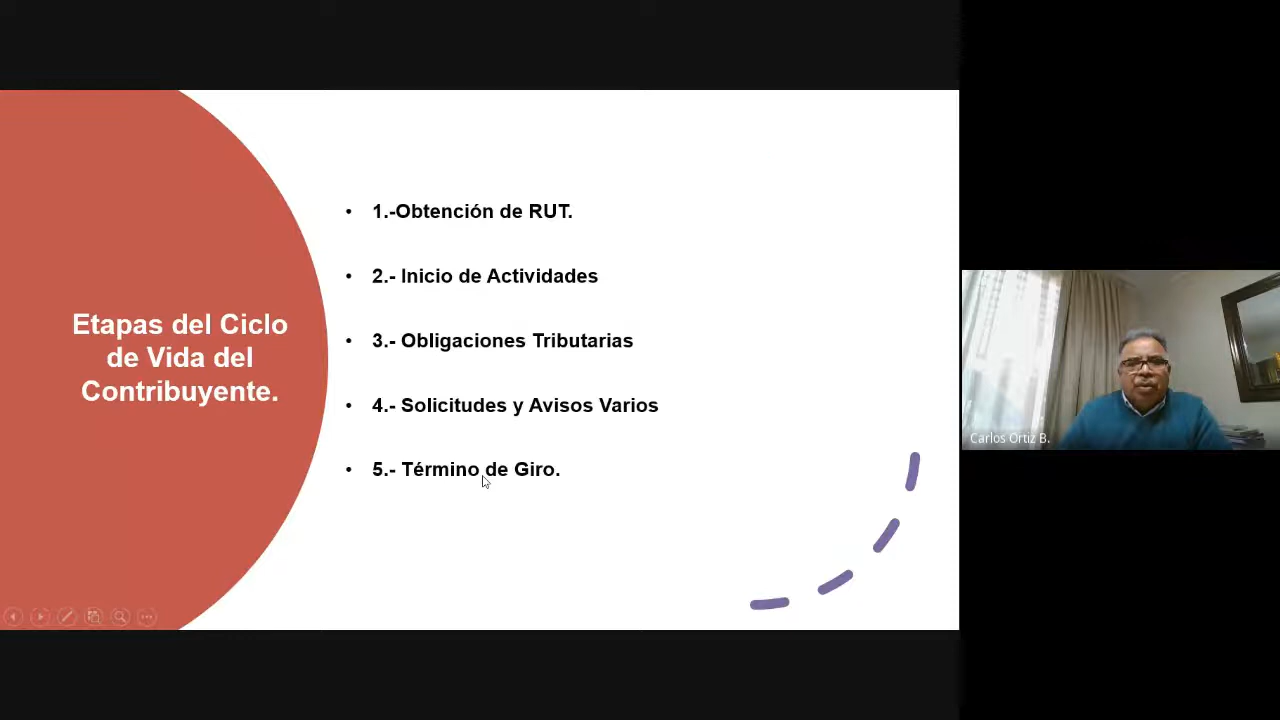 Etapas del Ciclo
de Vida del
Contribuyente.
• 1.-Obtención de RUT.
• 2.- Inicio de Actividades
• 3.- Obligaciones Tributarias
• 4.- Solicitudes y Avisos Varios
• 5.- Término de Giro.
Carlos Ortiz B.